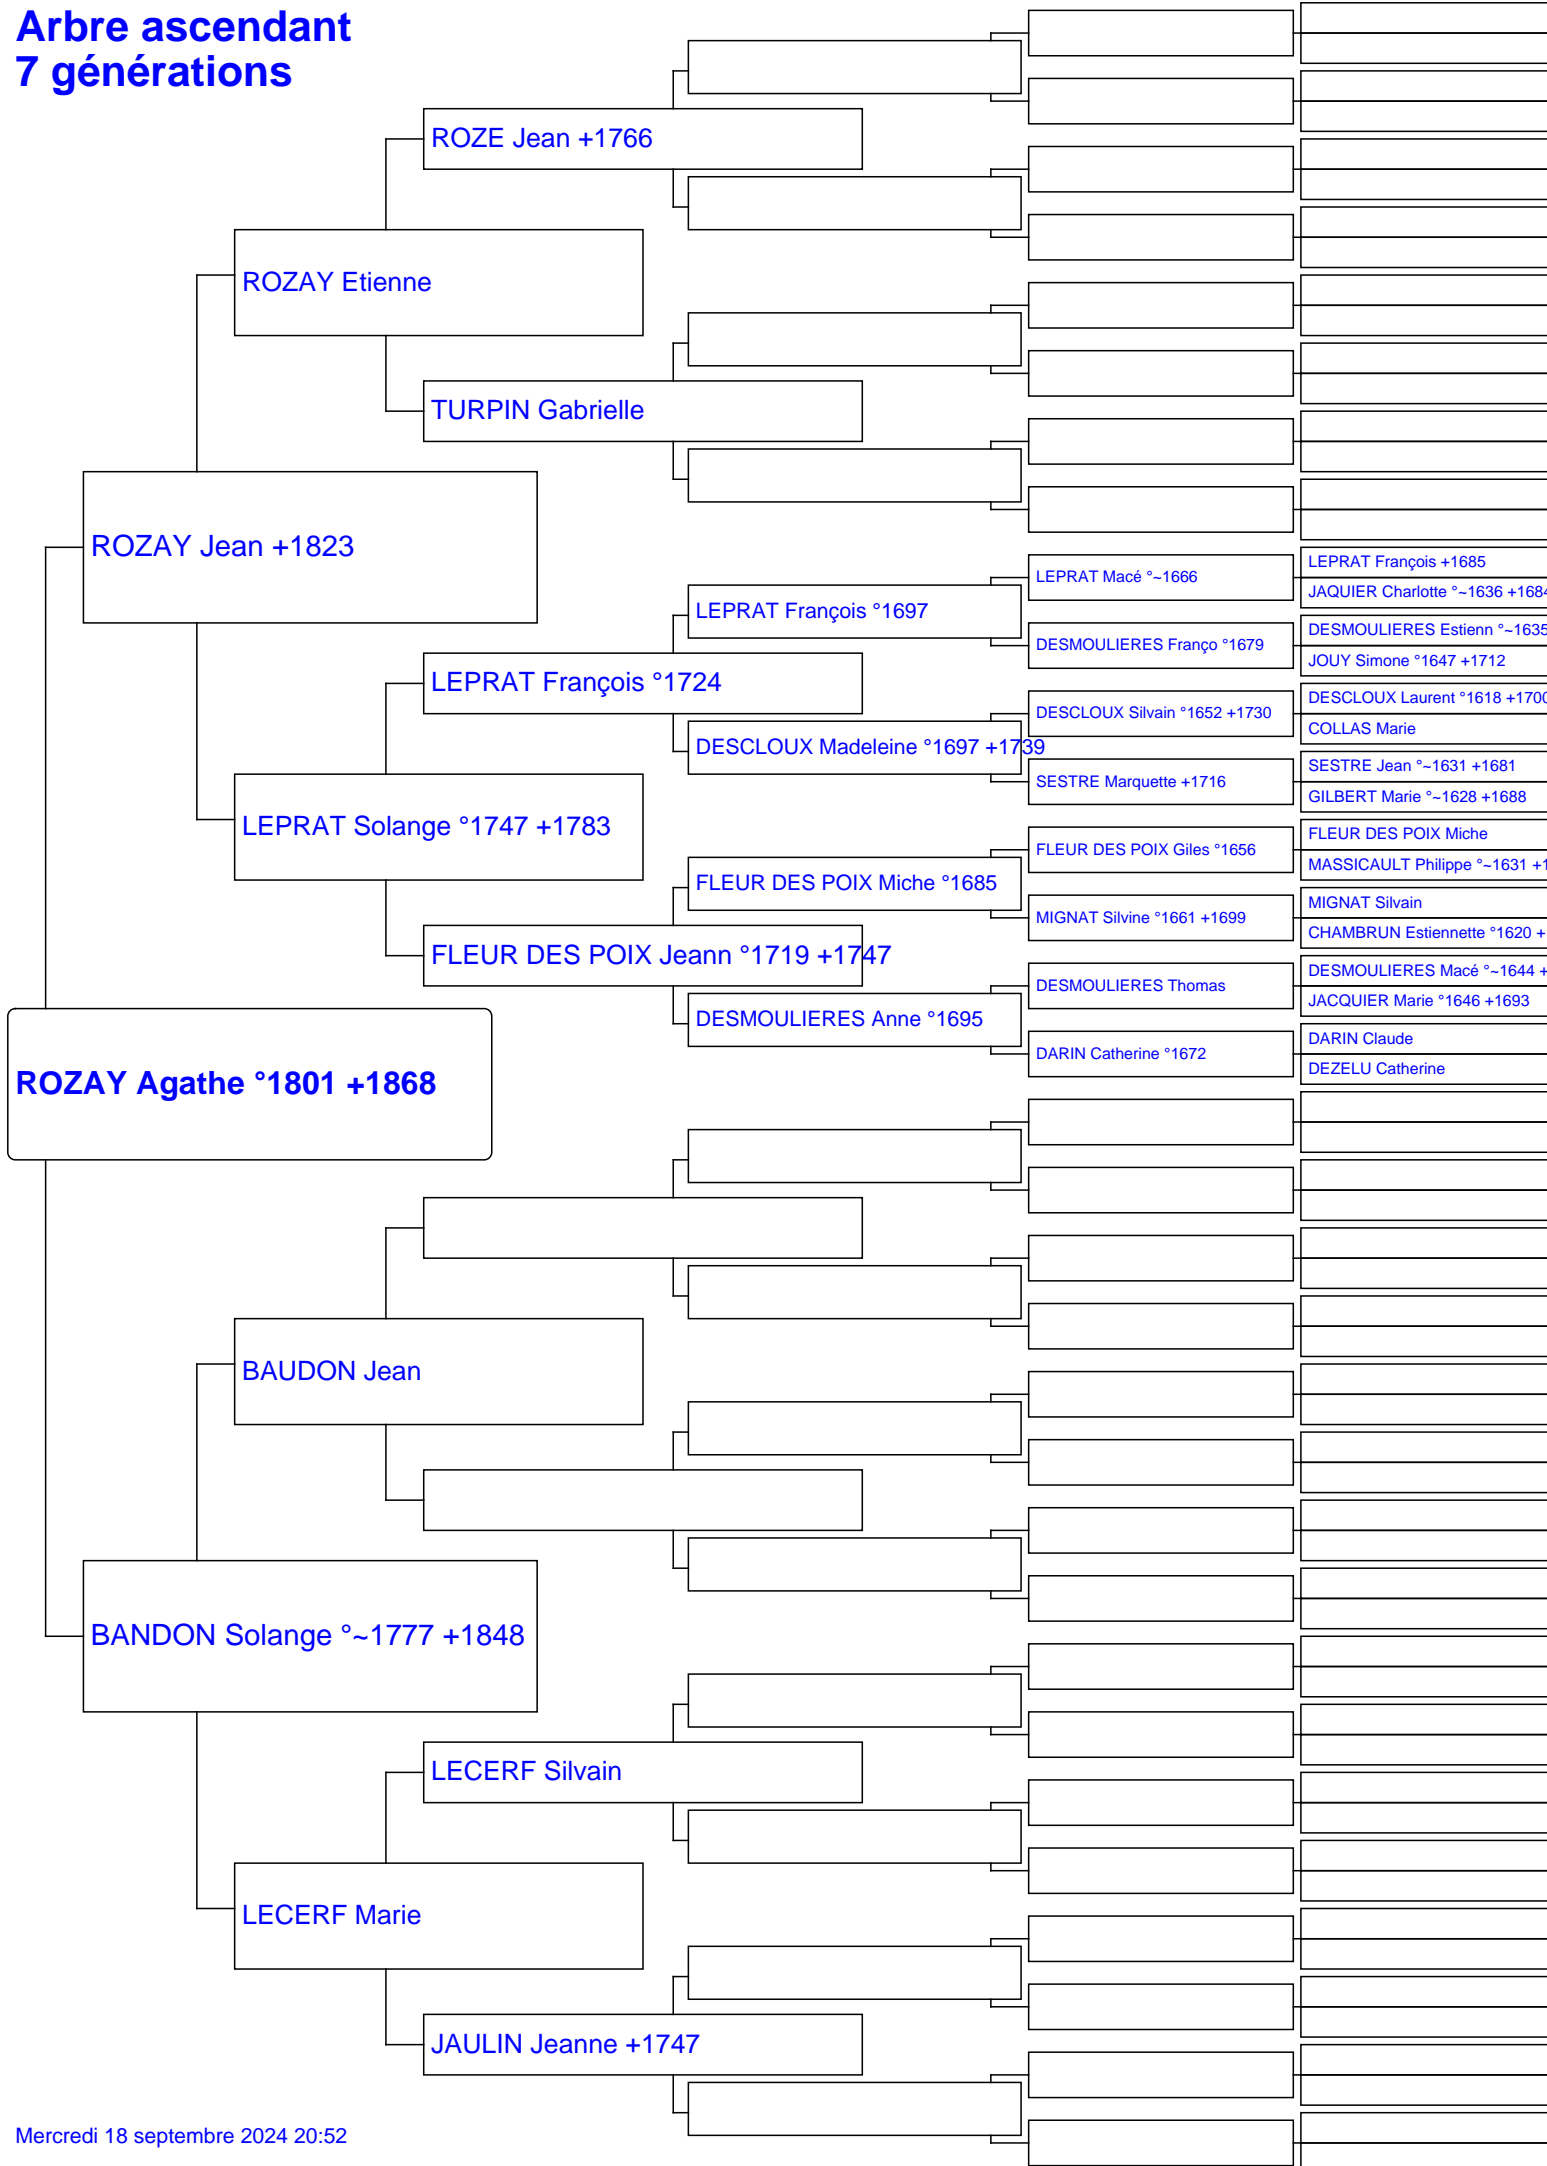 Arbre ascendant
7 générations
ROZE Jean +1766
ROZAY Etienne
TURPIN Gabrielle
ROZAY Jean +1823
LEPRAT Macé °~1666
LEPRAT François +1685
JAQUIER Charlotte °~1636 +1684
LEPRAT François °1697
DESMOULIERES Franço °1679
DESMOULIERES Estienn °~1635
JOUY Simone °1647 +1712
LEPRAT François °1724
DESCLOUX Silvain °1652 +1730
DESCLOUX Laurent °1618 +1700
COLLAS Marie
DESCLOUX Madeleine °1697 +1739
SESTRE Marquette +1716
SESTRE Jean °~1631 +1681
GILBERT Marie °~1628 +1688
LEPRAT Solange °1747 +1783
FLEUR DES POIX Giles °1656
FLEUR DES POIX Miche
MASSICAULT Philippe °~1631 +1
FLEUR DES POIX Miche °1685
MIGNAT Silvine °1661 +1699
MIGNAT Silvain
CHAMBRUN Estiennette °1620 +
FLEUR DES POIX Jeann °1719 +1747
DESMOULIERES Thomas
DESMOULIERES Macé °~1644 +
JACQUIER Marie °1646 +1693
DESMOULIERES Anne °1695
DARIN Catherine °1672
DARIN Claude
DEZELU Catherine
ROZAY Agathe °1801 +1868
BAUDON Jean
BANDON Solange °~1777 +1848
LECERF Silvain
LECERF Marie
JAULIN Jeanne +1747
Mercredi 18 septembre 2024 20:52